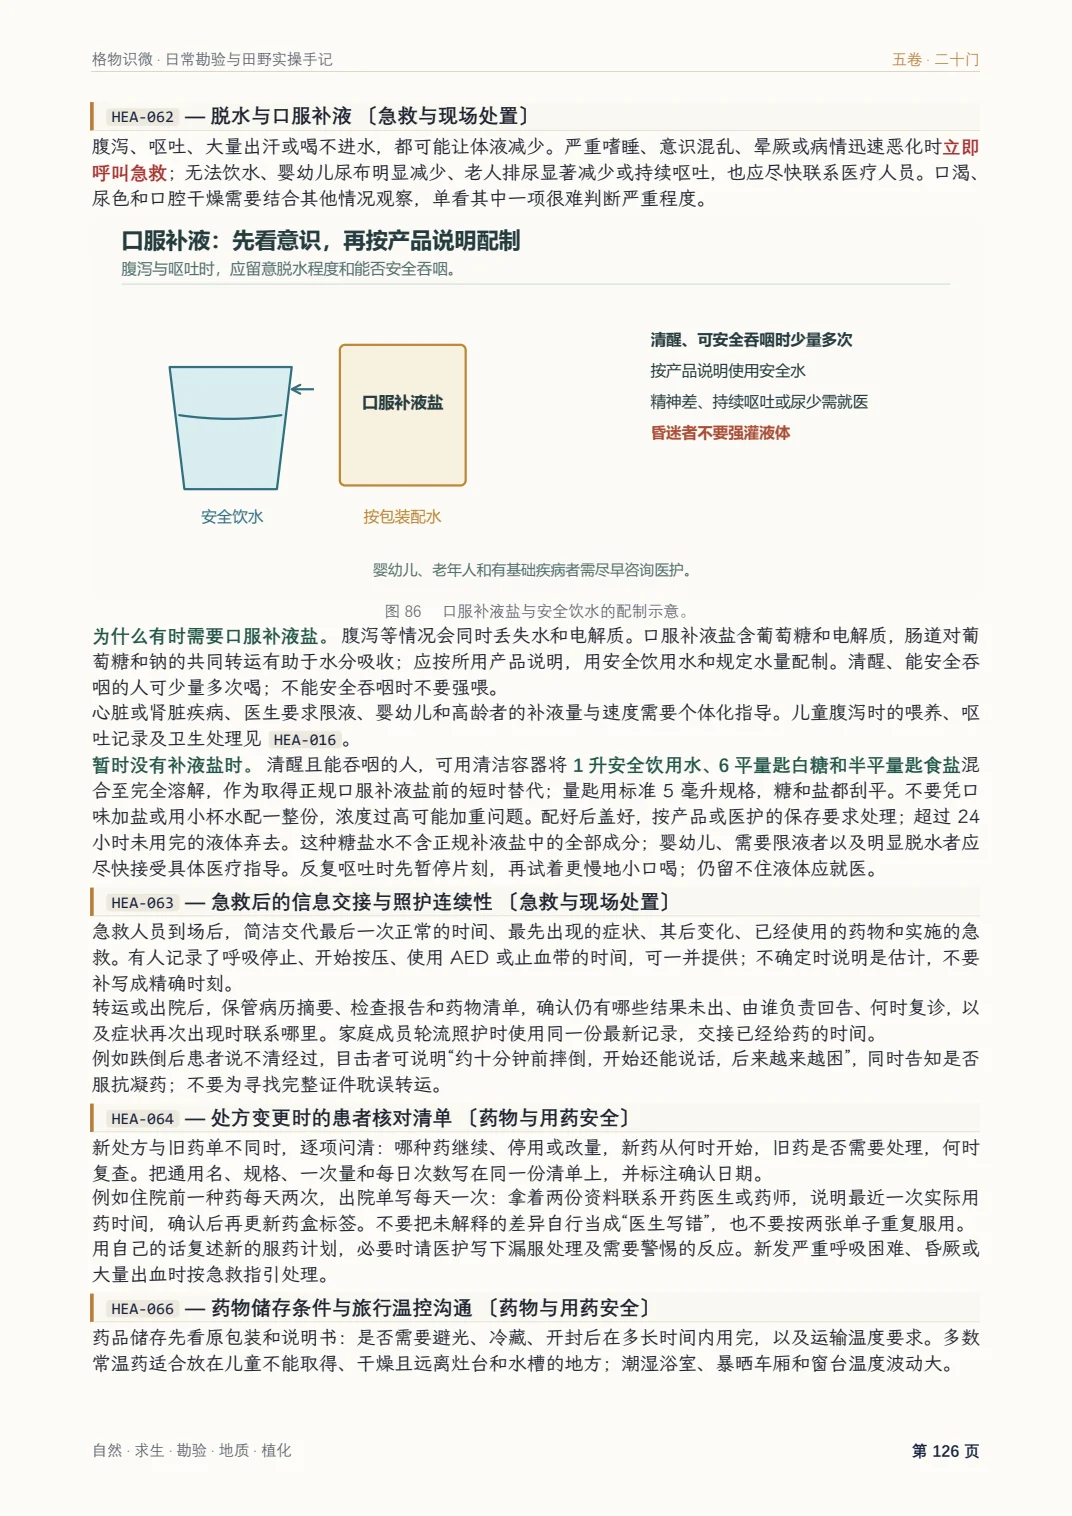 格物识微 · 日常勘验与田野实操手记
五卷 · 二十门
HEA-062 — 脱水与口服补液 〔急救与现场处置〕
腹泻、呕吐、大量出汗或喝不进水，都可能让体液减少。严重嗜睡、意识混乱、晕厥或病情迅速恶化时立即
呼叫急救；无法饮水、婴幼儿尿布明显减少、老人排尿显著减少或持续呕吐，也应尽快联系医疗人员。口渴、
尿色和口腔干燥需要结合其他情况观察，单看其中一项很难判断严重程度。
口服补液：先看意识，再按产品说明配制
腹泻与呕吐时，应留意脱水程度和能否安全吞咽。
清醒、可安全吞咽时少量多次
按产品说明使用安全水
精神差、持续呕吐或尿少需就医
昏迷者不要强灌液体
口服补液盐
安全饮水
按包装配水
婴幼儿、老年人和有基础疾病者需尽早咨询医护。
图 86 口服补液盐与安全饮水的配制示意。
为什么有时需要口服补液盐。 腹泻等情况会同时丢失水和电解质。口服补液盐含葡萄糖和电解质，肠道对葡
萄糖和钠的共同转运有助于水分吸收；应按所用产品说明，用安全饮用水和规定水量配制。清醒、能安全吞
咽的人可少量多次喝；不能安全吞咽时不要强喂。
心脏或肾脏疾病、医生要求限液、婴幼儿和高龄者的补液量与速度需要个体化指导。儿童腹泻时的喂养、呕
吐记录及卫生处理见 HEA-016 。
暂时没有补液盐时。 清醒且能吞咽的人，可用清洁容器将 1 升安全饮用水、6 平量匙白糖和半平量匙食盐混
合至完全溶解，作为取得正规口服补液盐前的短时替代；量匙用标准 5 毫升规格，糖和盐都刮平。不要凭口
味加盐或用小杯水配一整份，浓度过高可能加重问题。配好后盖好，按产品或医护的保存要求处理；超过 24
小时未用完的液体弃去。这种糖盐水不含正规补液盐中的全部成分；婴幼儿、需要限液者以及明显脱水者应
尽快接受具体医疗指导。反复呕吐时先暂停片刻，再试着更慢地小口喝；仍留不住液体应就医。
HEA-063 — 急救后的信息交接与照护连续性 〔急救与现场处置〕
急救人员到场后，简洁交代最后一次正常的时间、最先出现的症状、其后变化、已经使用的药物和实施的急
救。有人记录了呼吸停止、开始按压、使用 AED 或止血带的时间，可一并提供；不确定时说明是估计，不要
补写成精确时刻。
转运或出院后，保管病历摘要、检查报告和药物清单，确认仍有哪些结果未出、由谁负责回告、何时复诊，以
及症状再次出现时联系哪里。家庭成员轮流照护时使用同一份最新记录，交接已经给药的时间。
例如跌倒后患者说不清经过，目击者可说明“约十分钟前摔倒，开始还能说话，后来越来越困”，同时告知是否
服抗凝药；不要为寻找完整证件耽误转运。
HEA-064 — 处方变更时的患者核对清单 〔药物与用药安全〕
新处方与旧药单不同时，逐项问清：哪种药继续、停用或改量，新药从何时开始，旧药是否需要处理，何时
复查。把通用名、规格、一次量和每日次数写在同一份清单上，并标注确认日期。
例如住院前一种药每天两次，出院单写每天一次：拿着两份资料联系开药医生或药师，说明最近一次实际用
药时间，确认后再更新药盒标签。不要把未解释的差异自行当成“医生写错”，也不要按两张单子重复服用。
用自己的话复述新的服药计划，必要时请医护写下漏服处理及需要警惕的反应。新发严重呼吸困难、昏厥或
大量出血时按急救指引处理。
HEA-066 — 药物储存条件与旅行温控沟通 〔药物与用药安全〕
药品储存先看原包装和说明书：是否需要避光、冷藏、开封后在多长时间内用完，以及运输温度要求。多数
常温药适合放在儿童不能取得、干燥且远离灶台和水槽的地方；潮湿浴室、暴晒车厢和窗台温度波动大。
自然 · 求生 · 勘验 · 地质 · 植化
第 126 页